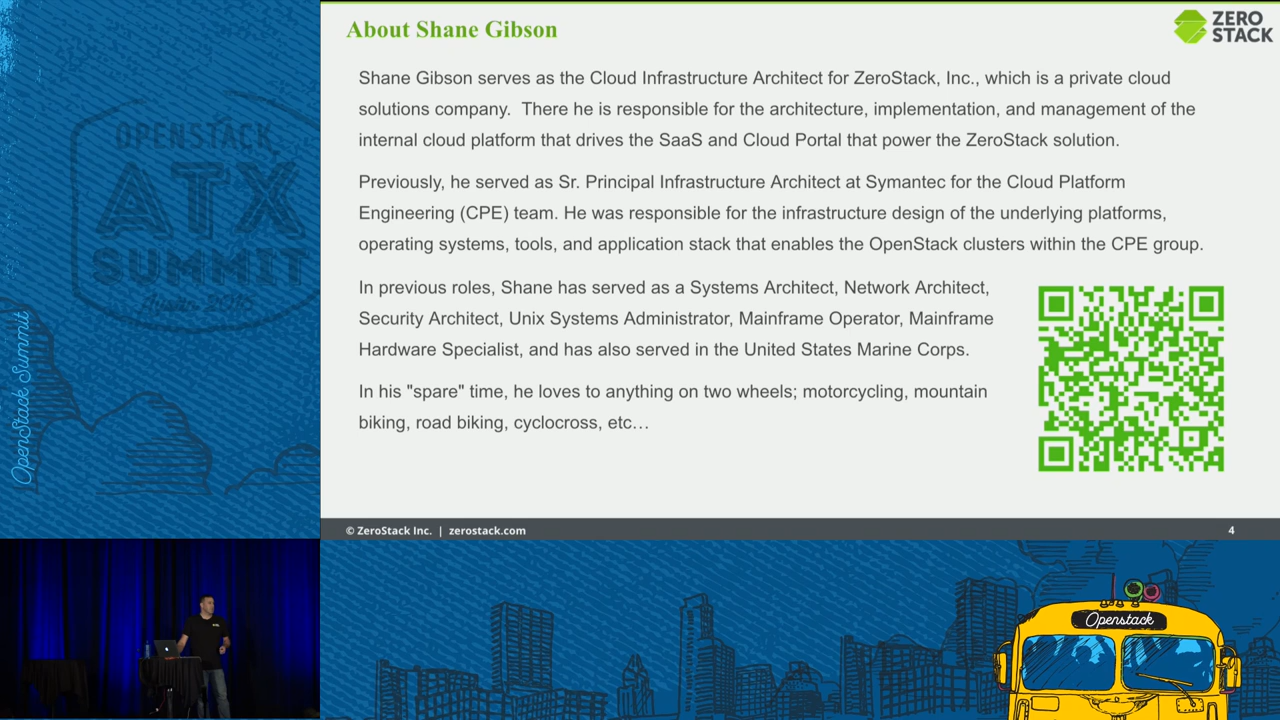 About Shane Gibson
ZERO
STACK
Shane Gibson serves as the Cloud Infrastructure Architect for ZeroStack, Inc., which is a private cloud
solutions company.  There he is responsible for the architecture, implementation, and management of the
internal cloud platform that drives the SaaS and Cloud Portal that power the ZeroStack solution.
Previously, he served as Sr. Principal Infrastructure Architect at Symantec for the Cloud Platform
Engineering (CPE) team. He was responsible for the infrastructure design of the underlying platforms,
operating systems, tools, and application stack that enables the OpenStack clusters within the CPE group.
In previous roles, Shane has served as a Systems Architect, Network Architect,
Security Architect, Unix Systems Administrator, Mainframe Operator, Mainframe
Hardware Specialist, and has also served in the United States Marine Corps.
In his "spare" time, he loves to anything on two wheels; motorcycling, mountain
biking, road biking, cyclocross, etc…
© ZeroStack Inc. | zerostack.com
4
OPENSTACK
ATX
SUMMIT
Austin 2016
OpenStack Summit
Openstack